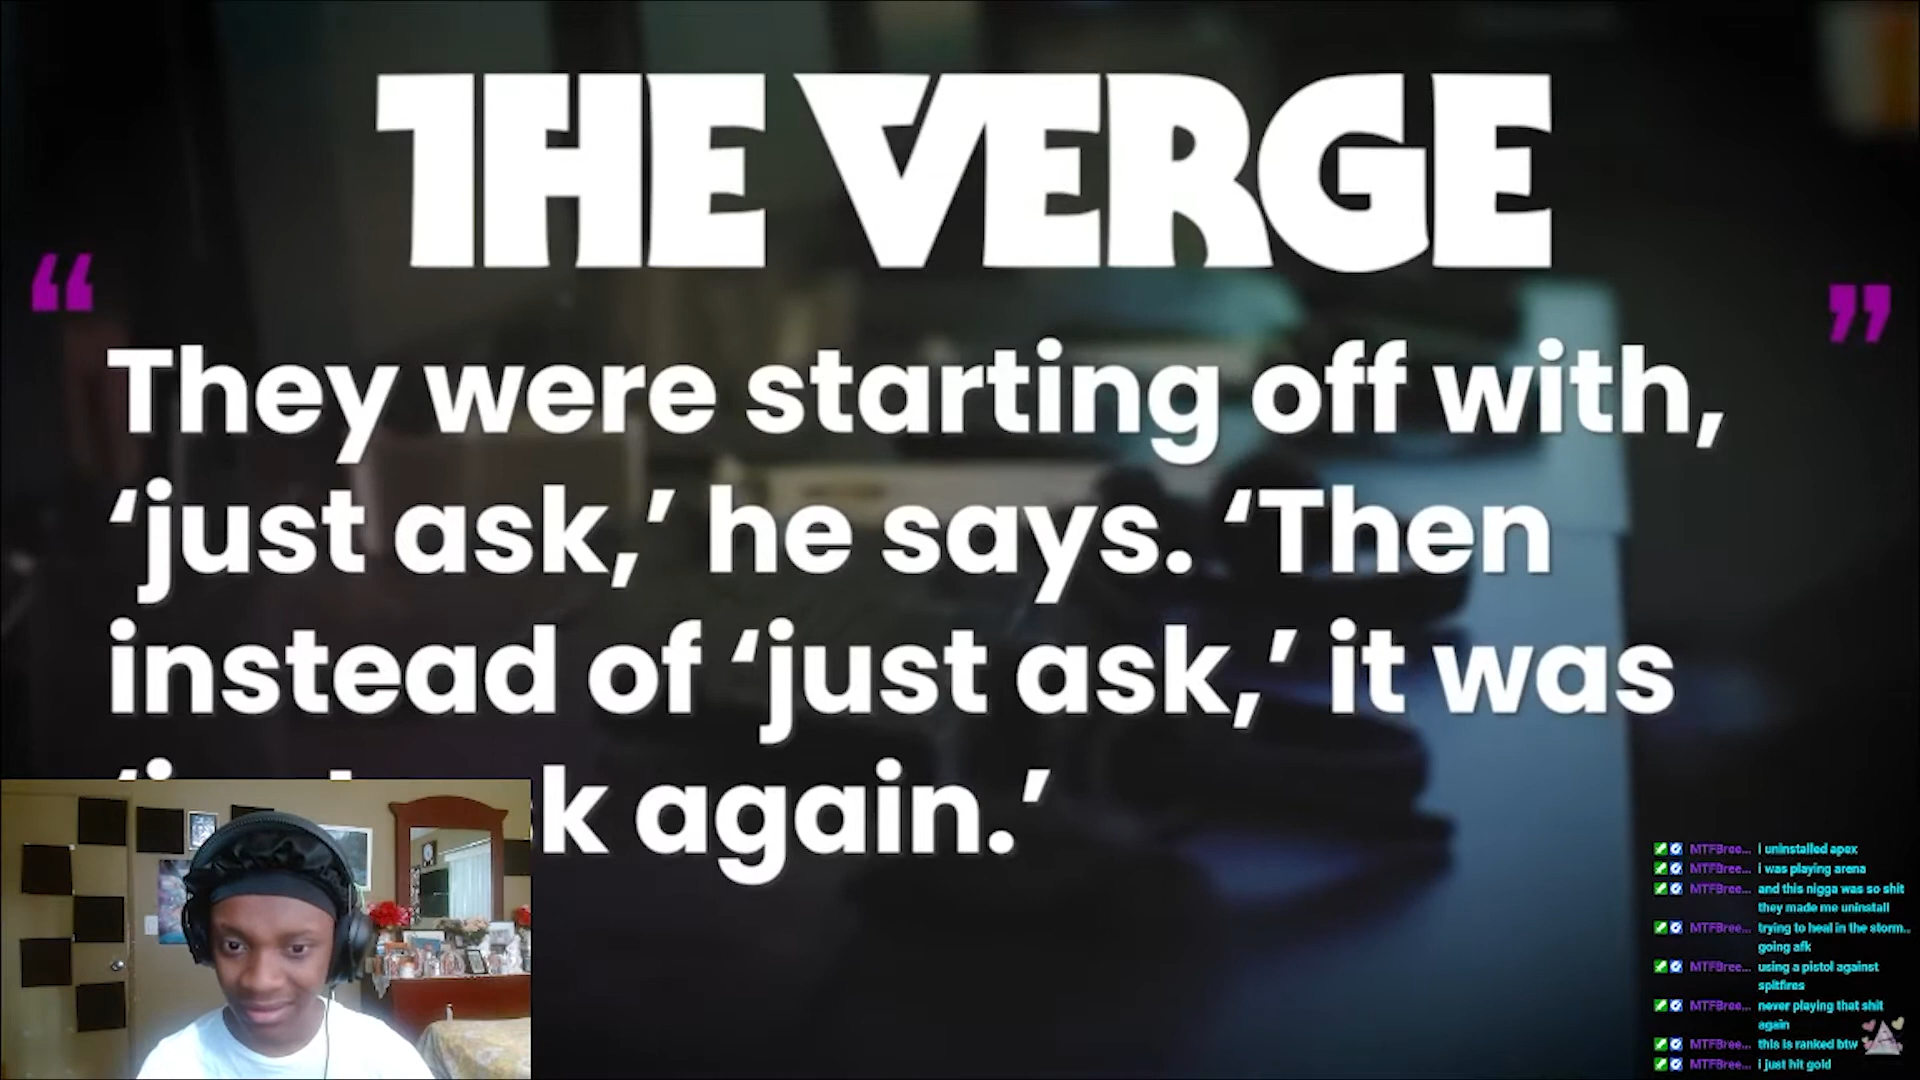 THE VERGE
“ ”
They were starting off with,
‘just ask,’ he says. ‘Then
instead of ‘just ask,’ it was
k again.’
MTFBree... i uninstalled apex
MTFBree... i was playing arena
MTFBree... and this nigga was so shit
they made me uninstall
MTFBree... trying to heal in the storm..
going afk
MTFBree... using a pistol against
spitfires
MTFBree... never playing that shit
again
MTFBree... this is ranked btw
MTFBree... i just hit gold